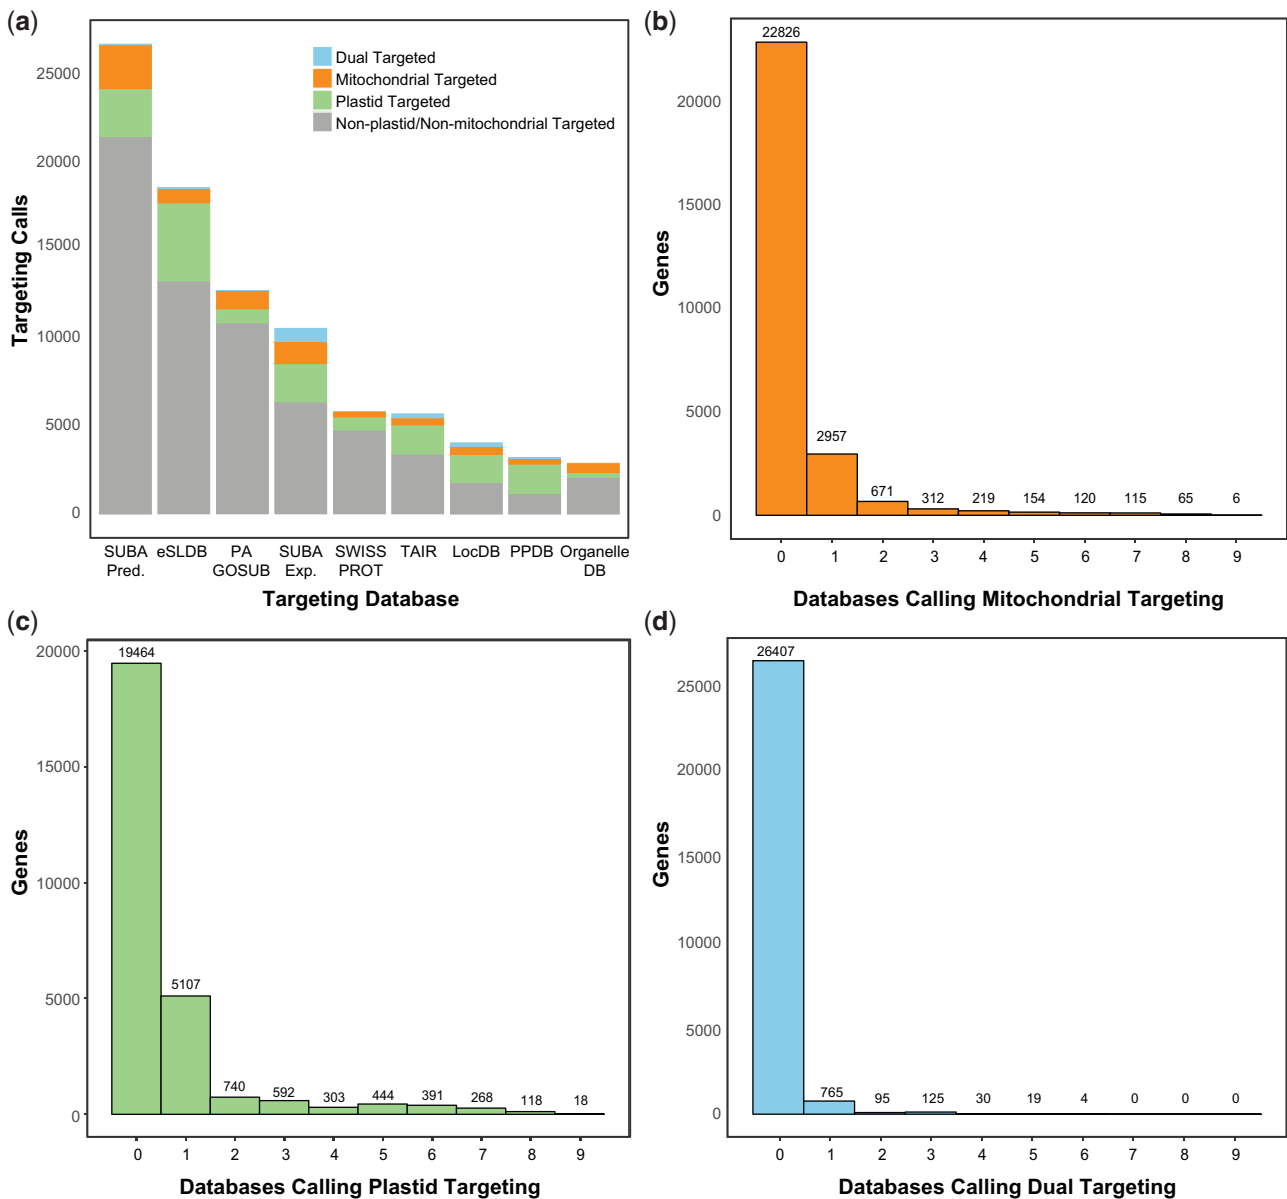 (a)
25000
20000
15000
10000
5000
0
Targeting Calls
Dual Targeted
Mitochondrial Targeted
Plastid Targeted
Non-plastid/Non-mitochondrial Targeted
SUBA eSLDB PA SUBA SWISS TAIR LocDB PPDB Organelle
Pred. GOSUB Exp. PROT DB
Targeting Database
(b)
22826
20000
15000
10000
5000
0
Genes
2957
671 312 219 154 120 115 65 6
0 1 2 3 4 5 6 7 8 9
Databases Calling Mitochondrial Targeting
(c)
20000
15000
10000
5000
0
Genes
19464
5107
740 592 303 444 391 268 118 18
0 1 2 3 4 5 6 7 8 9
Databases Calling Plastid Targeting
(d)
26407
25000
20000
15000
10000
5000
0
Genes
765 95 125 30 19 4 0 0 0
0 1 2 3 4 5 6 7 8 9
Databases Calling Dual Targeting